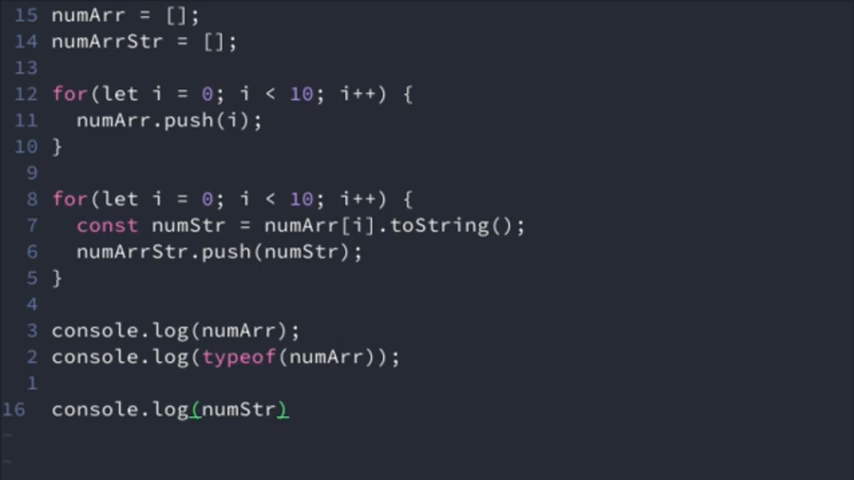 15 numArr = [];
14 numArrStr = [];
13
12 for(let i = 0; i < 10; i++) {
11   numArr.push(i);
10 }
9
8 for(let i = 0; i < 10; i++) {
7   const numStr = numArr[i].toString();
6   numArrStr.push(numStr);
5 }
4
3 console.log(numArr);
2 console.log(typeof(numArr));
1
16 console.log(numStr)
~
~